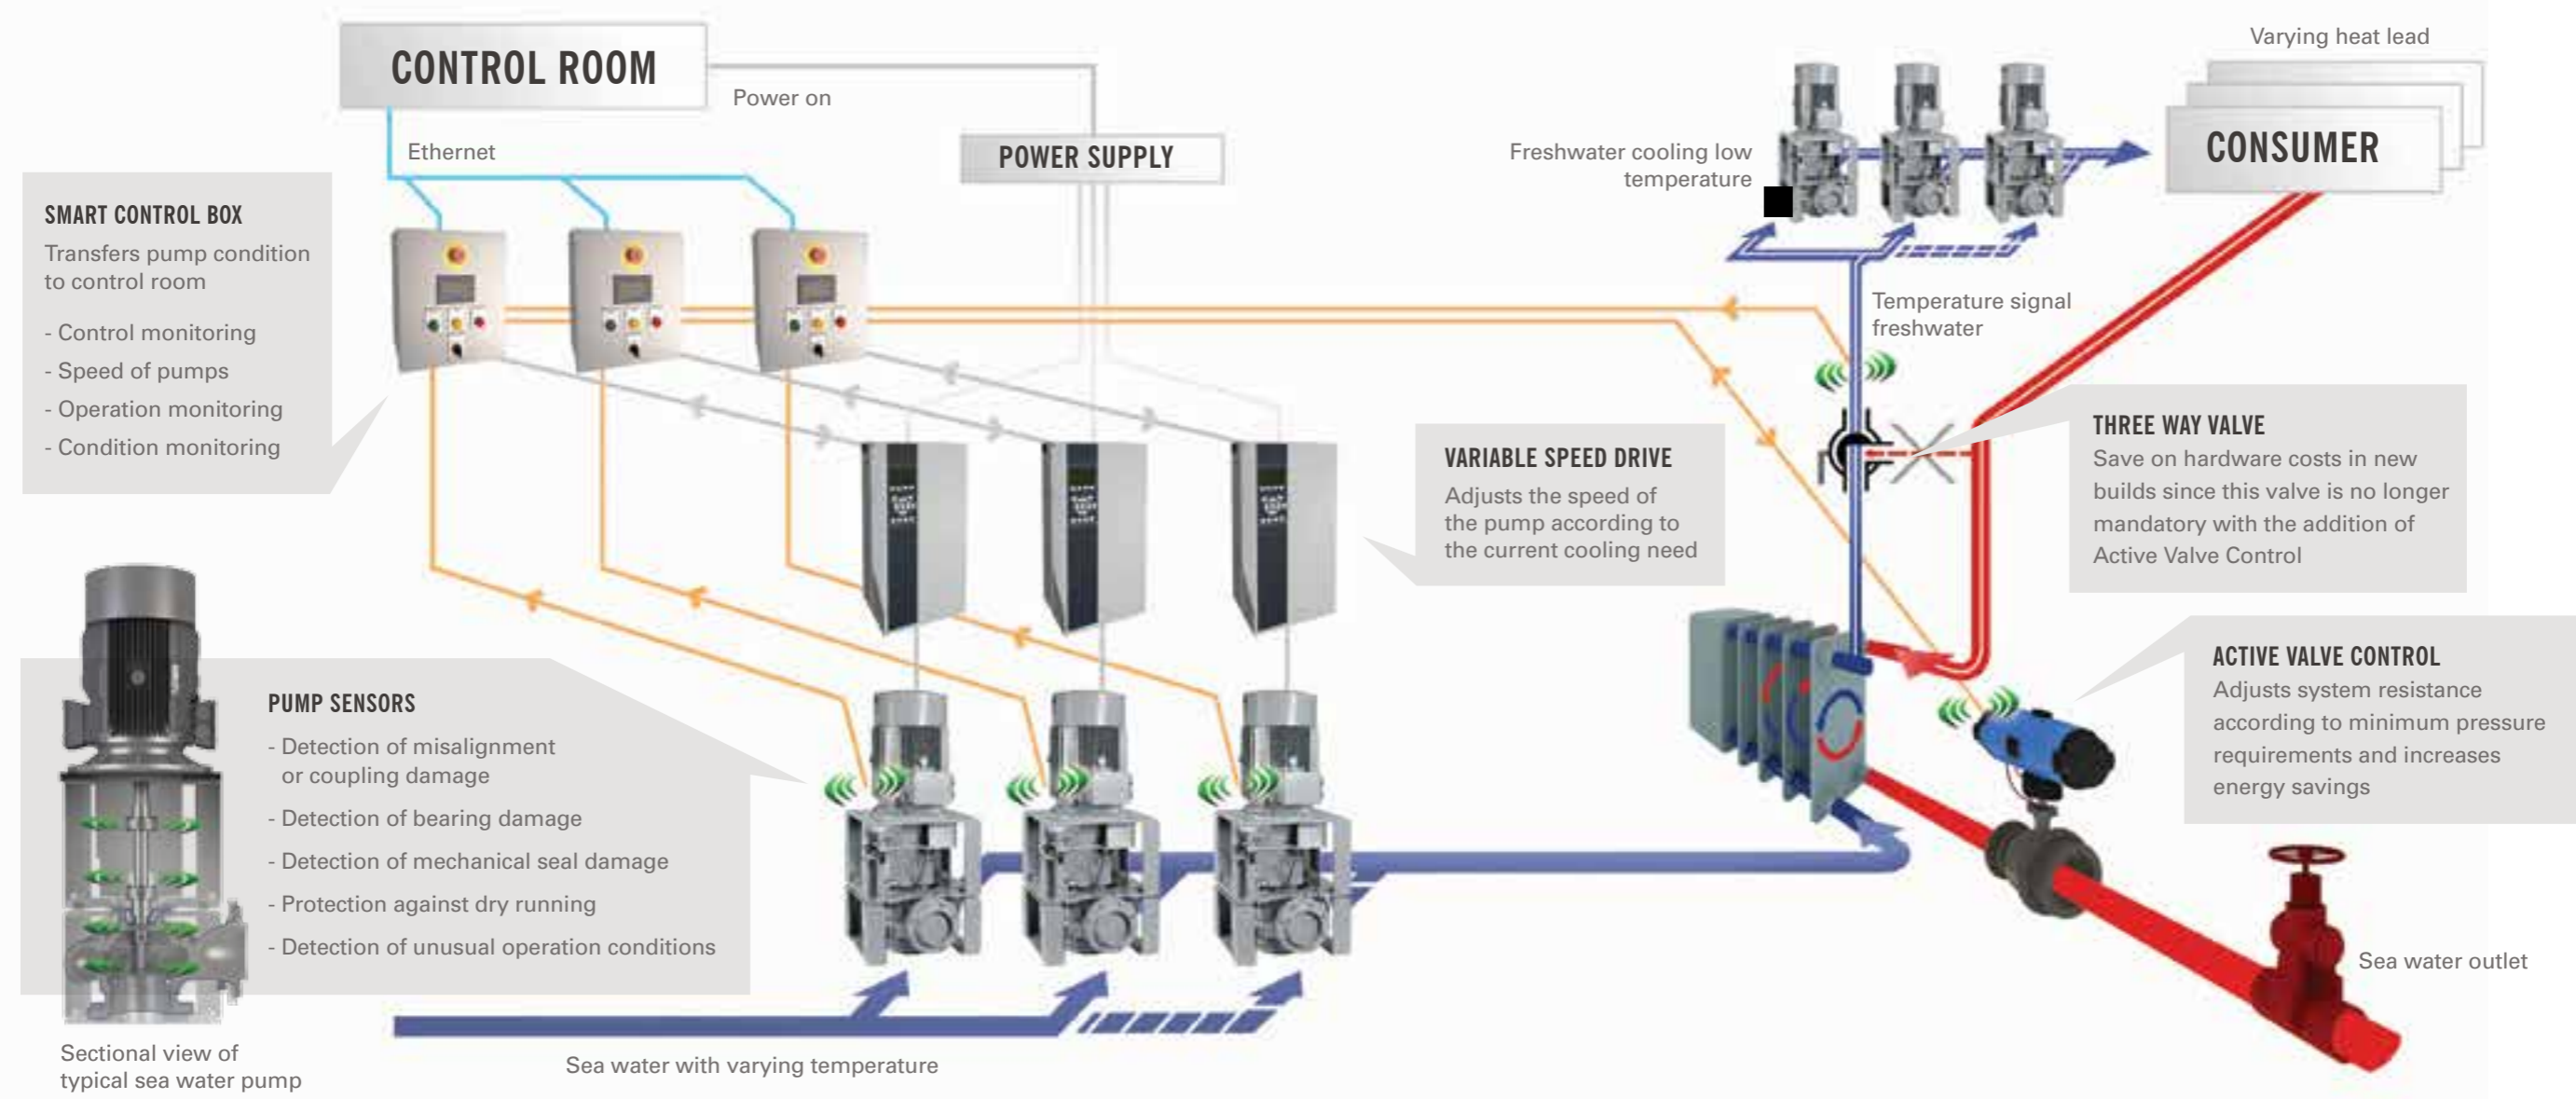 CONTROL ROOM
Power on
Ethernet
POWER SUPPLY
SMART CONTROL BOX
Transfers pump condition
to control room
- Control monitoring
- Speed of pumps
- Operation monitoring
- Condition monitoring
PUMP SENSORS
- Detection of misalignment
or coupling damage
- Detection of bearing damage
- Detection of mechanical seal damage
- Protection against dry running
- Detection of unusual operation conditions
Sectional view of
typical sea water pump
Sea water with varying temperature
VARIABLE SPEED DRIVE
Adjusts the speed of
the pump according to
the current cooling need
Freshwater cooling low
temperature
Varying heat lead
CONSUMER
Temperature signal
freshwater
THREE WAY VALVE
Save on hardware costs in new
builds since this valve is no longer
mandatory with the addition of
Active Valve Control
ACTIVE VALVE CONTROL
Adjusts system resistance
according to minimum pressure
requirements and increases
energy savings
Sea water outlet